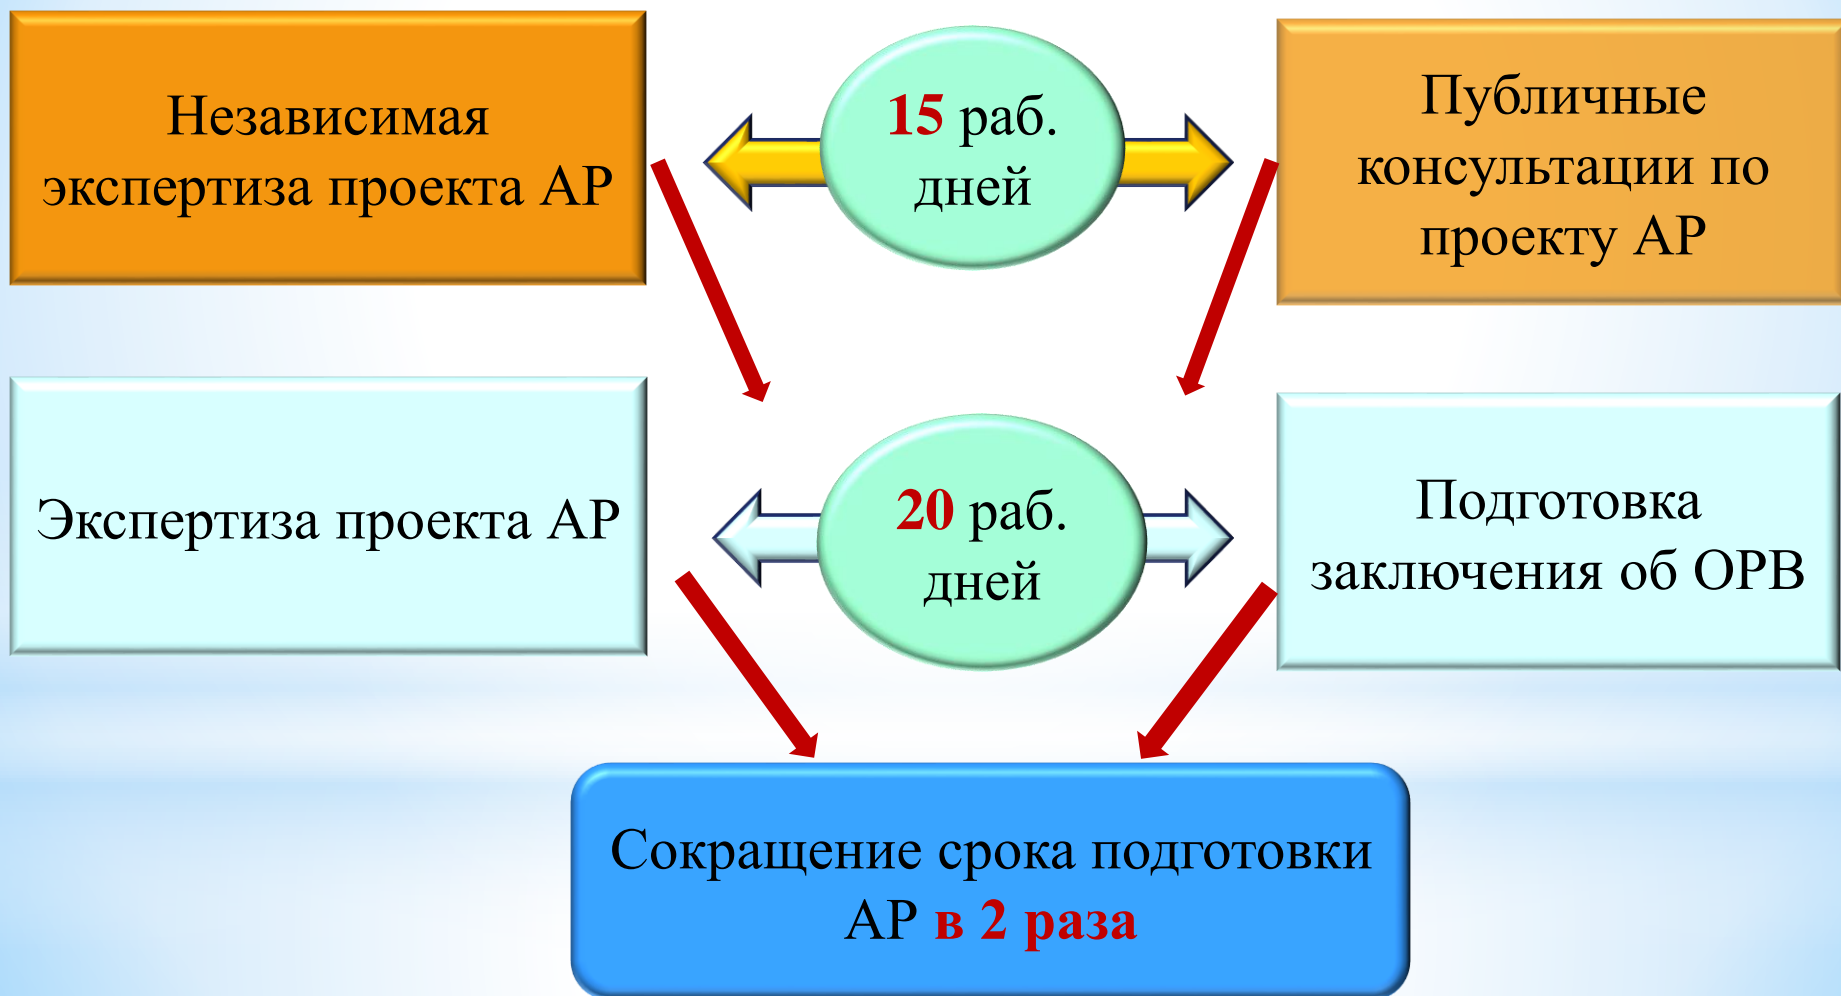 Независимая
экспертиза проекта АР
15 раб.
дней
Публичные
консультации по
проекту АР
Экспертиза проекта АР
20 раб.
дней
Подготовка
заключения об ОРВ
Сокращение срока подготовки
АР в 2 раза